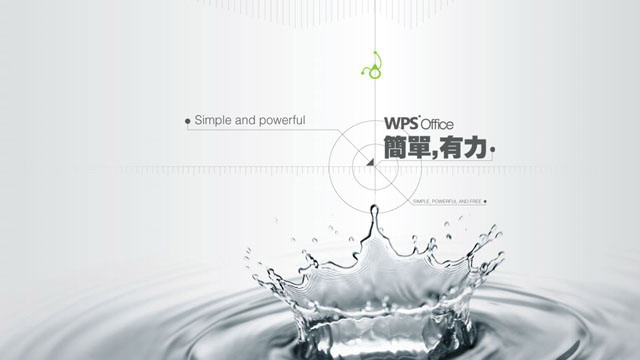 Simple and powerful
WPS Office
簡單,有力.
SIMPLE, POWERFUL AND FREE